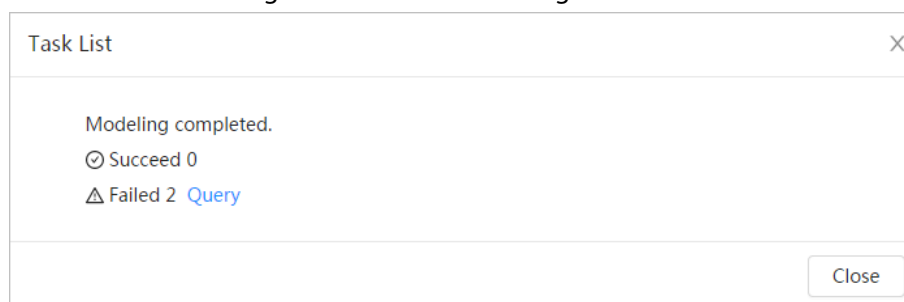 Task List
Modeling completed.
Succeed 0
Failed 2 Query
Close